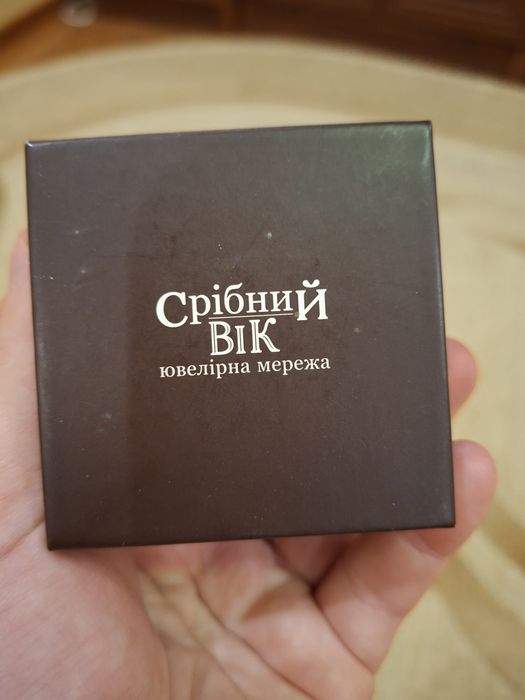 Срібний
Вік
ювелірна мережа